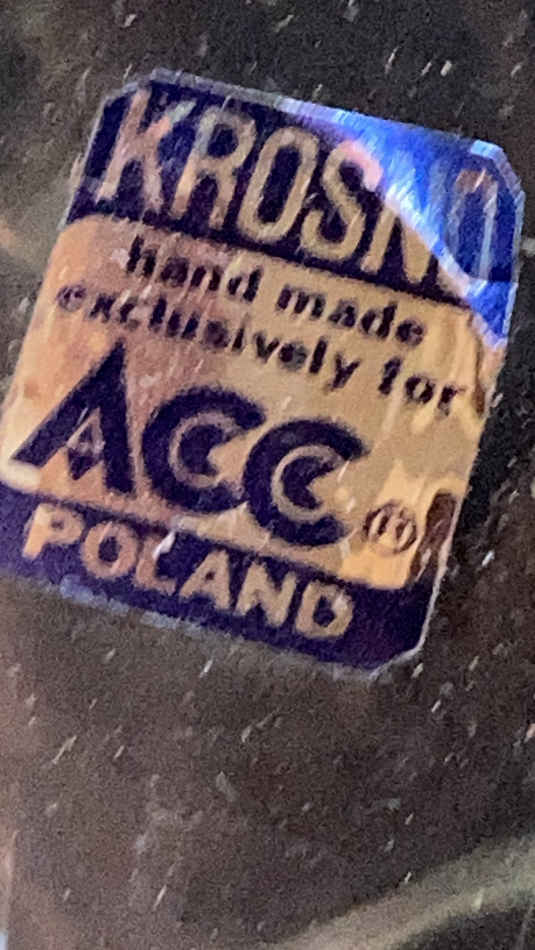 KROSNO
hand made
exclusively for
ACC®
POLAND